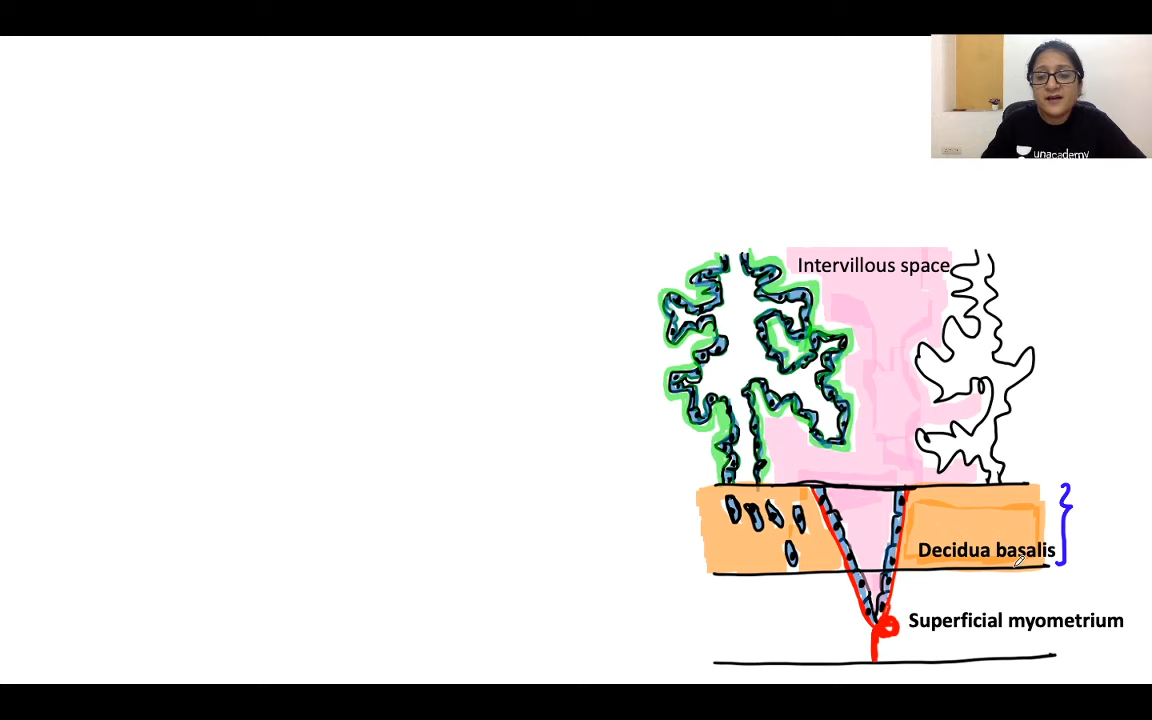 unacademy
Intervillous space
Decidua basalis
Superficial myometrium